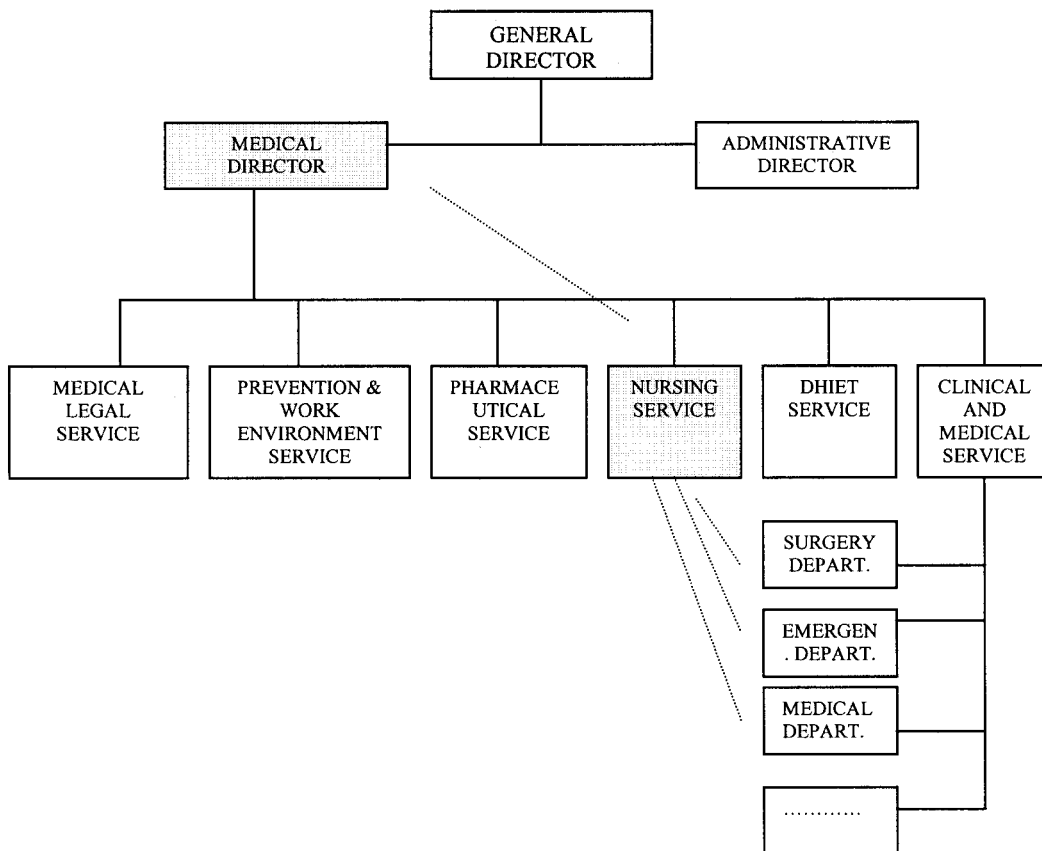 GENERAL
DIRECTOR
MEDICAL
DIRECTOR
ADMINISTRATIVE
DIRECTOR
MEDICAL
LEGAL
SERVICE
PREVENTION &
WORK
ENVIRONMENT
SERVICE
PHARMACE
UTICAL
SERVICE
NURSING
SERVICE
DHIET
SERVICE
CLINICAL
AND
MEDICAL
SERVICE
SURGERY
DEPART.
EMERGEN
. DEPART.
MEDICAL
DEPART.
............